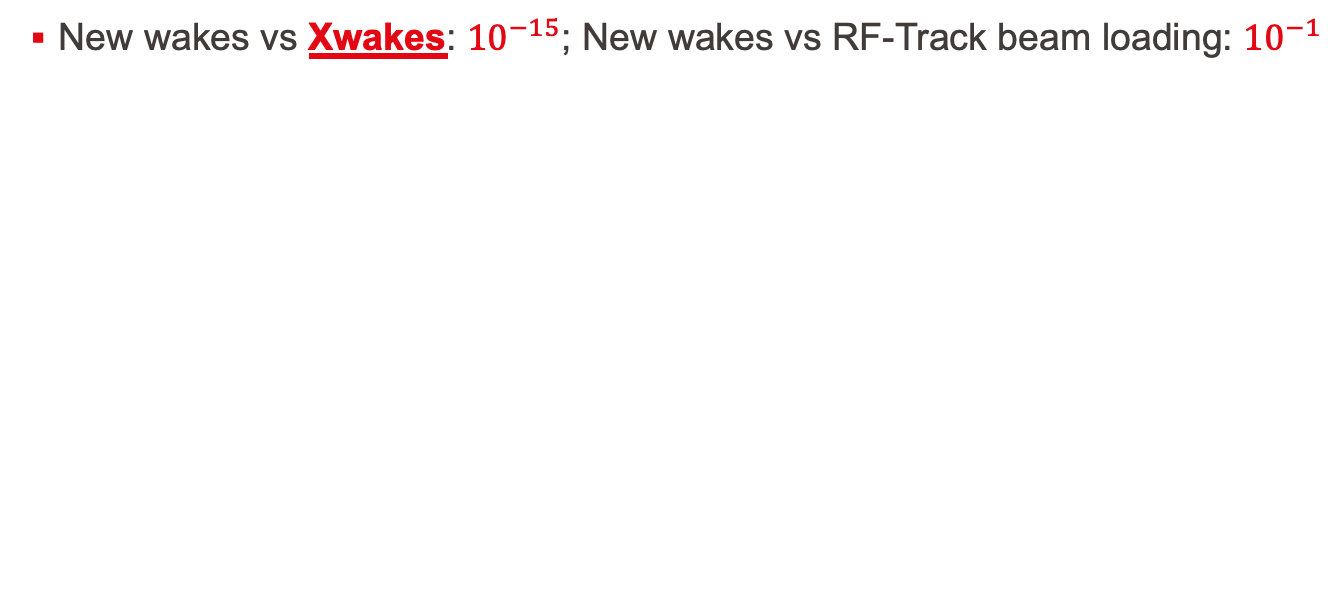 ▪ New wakes vs Xwakes: 10⁻¹⁵; New wakes vs RF-Track beam loading: 10⁻¹